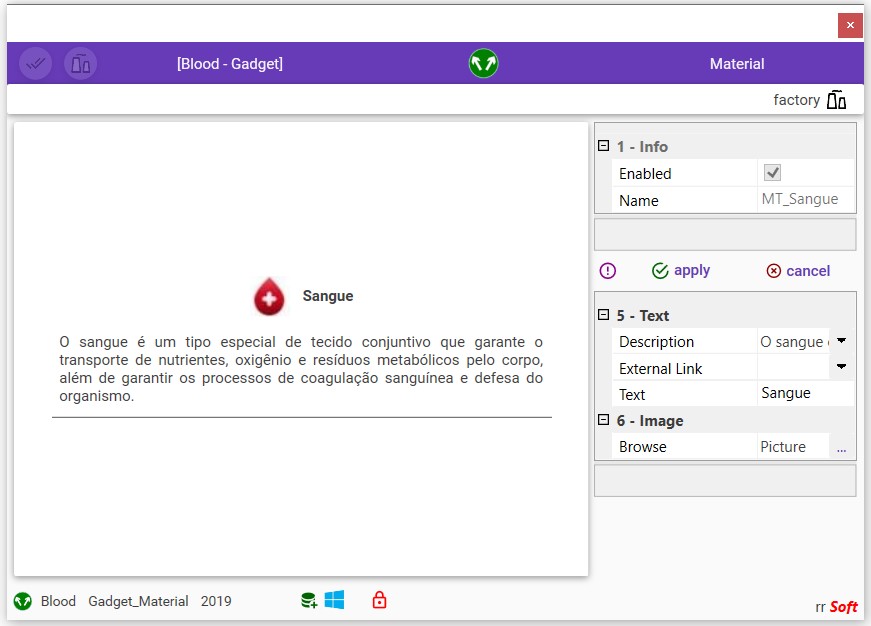 [Blood - Gadget] Material
factory
Sangue
O sangue é um tipo especial de tecido conjuntivo que garante o
transporte de nutrientes, oxigênio e resíduos metabólicos pelo corpo,
além de garantir os processos de coagulação sanguínea e defesa do
organismo.
1 - Info
Enabled
Name MT_Sangue
apply cancel
5 - Text
Description O sangue
External Link
Text Sangue
6 - Image
Browse Picture ...
Blood Gadget_Material 2019
rr Soft